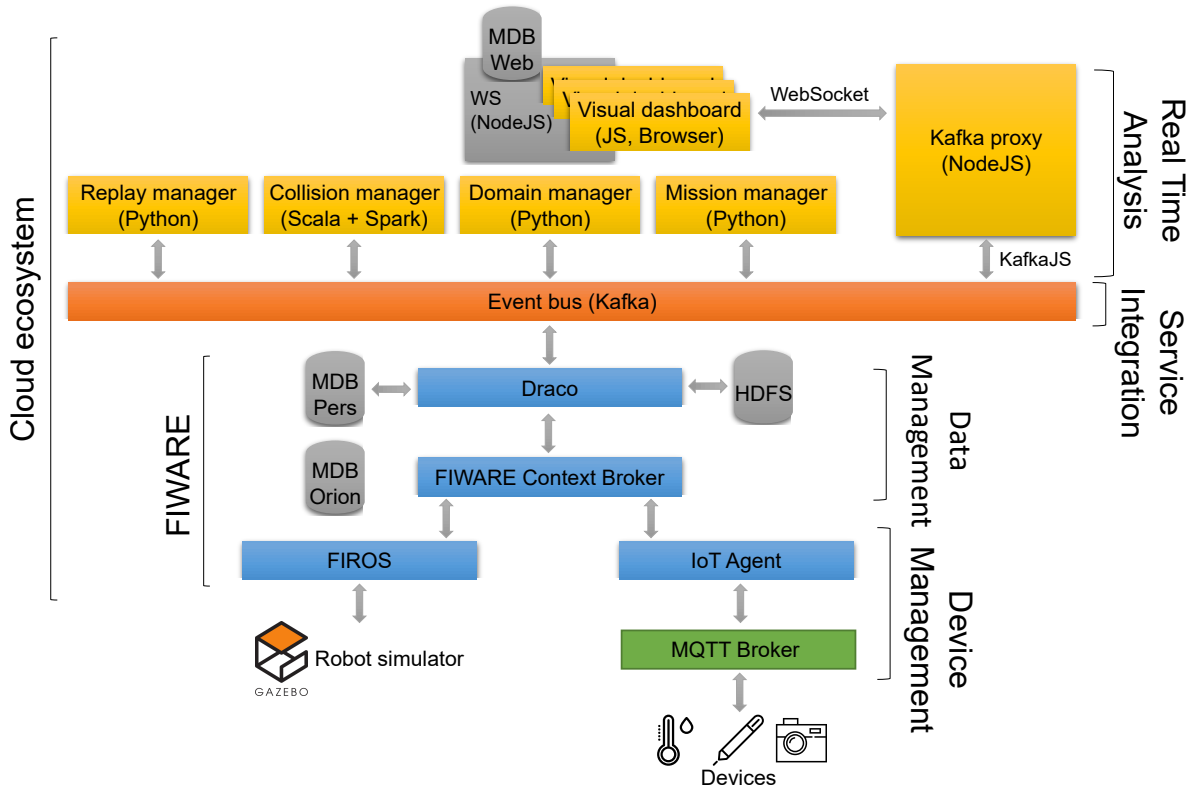 MDB
Web
WS
(NodeJS)
Visual dashboard
(JS, Browser)
WebSocket
Kafka proxy
(NodeJS)
Real Time
Analysis
Cloud ecosystem
Replay manager
(Python)
Collision manager
(Scala + Spark)
Domain manager
(Python)
Mission manager
(Python)
KafkaJS
Event bus (Kafka)
Service
Integration
FIWARE
MDB
Pers
Draco
HDFS
Data
Management
MDB
Orion
FIWARE Context Broker
FIROS
IoT Agent
Device
Management
GAZEBO
Robot simulator
MQTT Broker
Devices